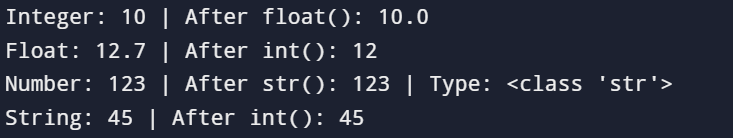 Integer: 10 | After float(): 10.0
Float: 12.7 | After int(): 12
Number: 123 | After str(): 123 | Type: <class 'str'>
String: 45 | After int(): 45